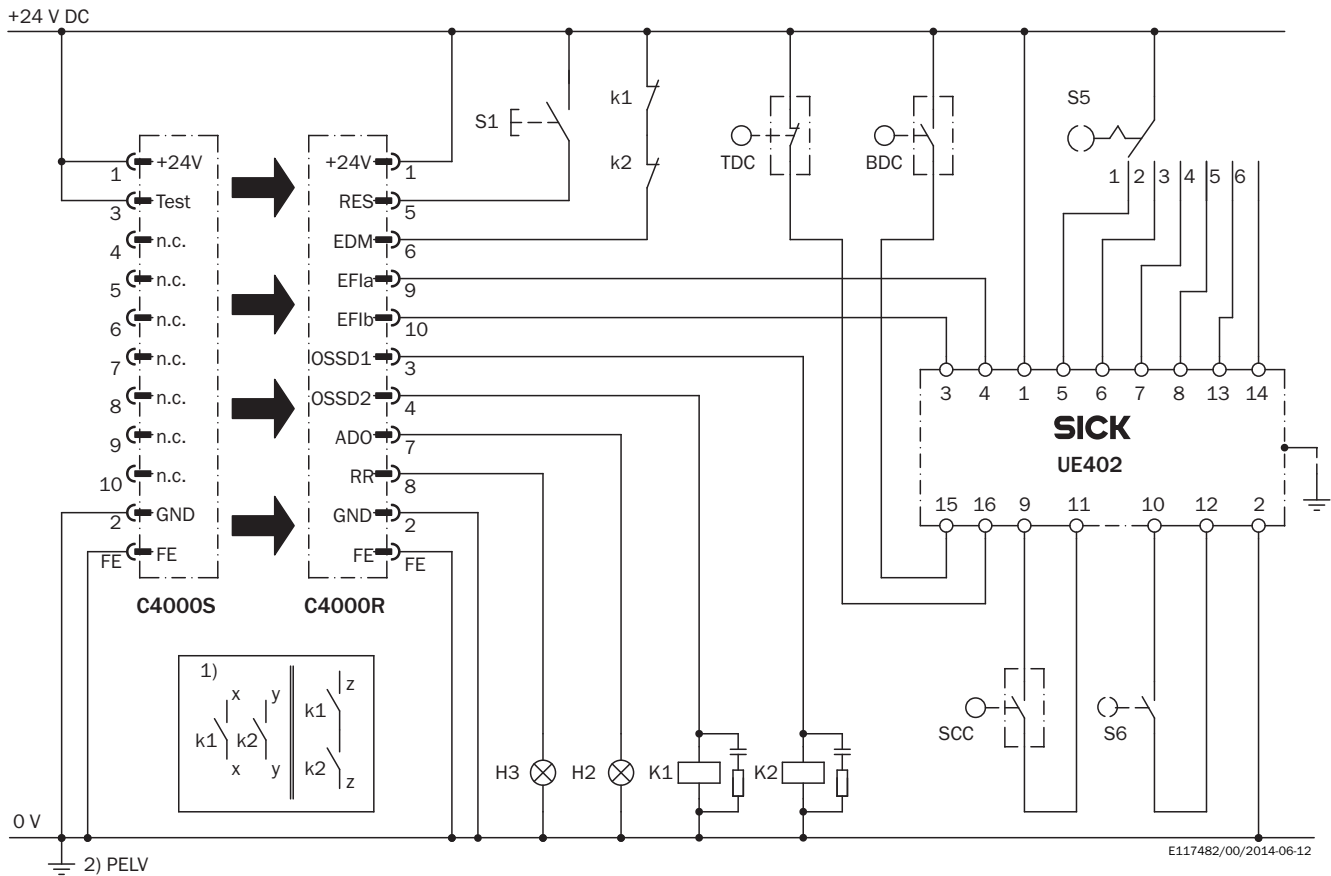 +24 V DC
S1
k1
k2
TDC
BDC
S5
1 2 3 4 5 6
1 +24V
3 Test
4 n.c.
5 n.c.
6 n.c.
7 n.c.
8 n.c.
9 n.c.
10 n.c.
2 GND
FE FE
C4000S
+24V 1
RES 5
EDM 6
EFIa 9
EFIb 10
OSSD1 3
OSSD2 4
ADO 7
RR 8
GND 2
FE FE
C4000R
3 4 1 5 6 7 8 13 14
SICK
UE402
15 16 9 11 10 12 2
SCC
S6
1)
x y z
k1 k2 k1
x y k2 z
H3 H2 K1 K2
0 V
2) PELV
E117482/00/2014-06-12